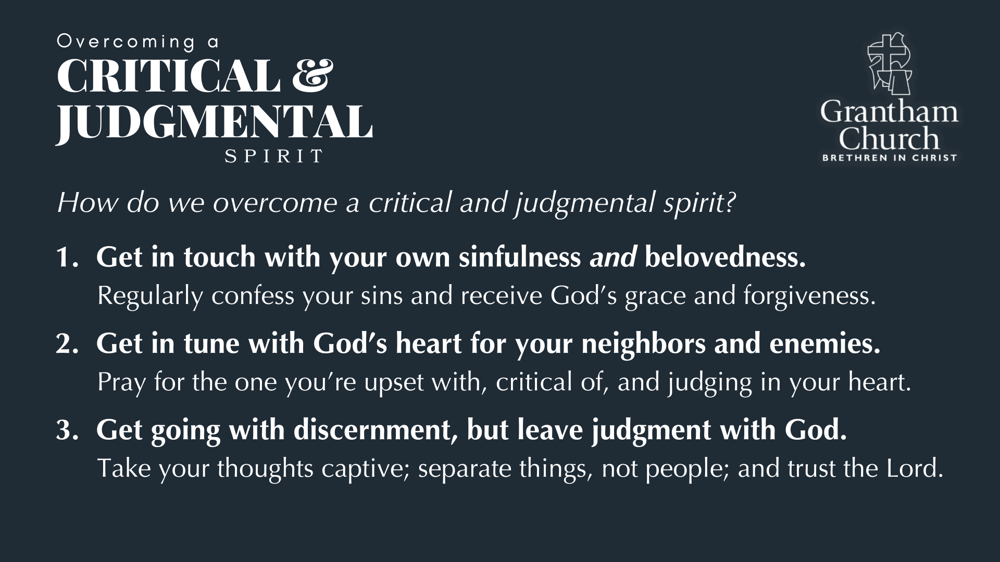 Overcoming a
CRITICAL &
JUDGMENTAL
SPIRIT
Grantham
Church
BRETHREN IN CHRIST
How do we overcome a critical and judgmental spirit?
1. Get in touch with your own sinfulness and belovedness.
Regularly confess your sins and receive God’s grace and forgiveness.
2. Get in tune with God’s heart for your neighbors and enemies.
Pray for the one you’re upset with, critical of, and judging in your heart.
3. Get going with discernment, but leave judgment with God.
Take your thoughts captive; separate things, not people; and trust the Lord.